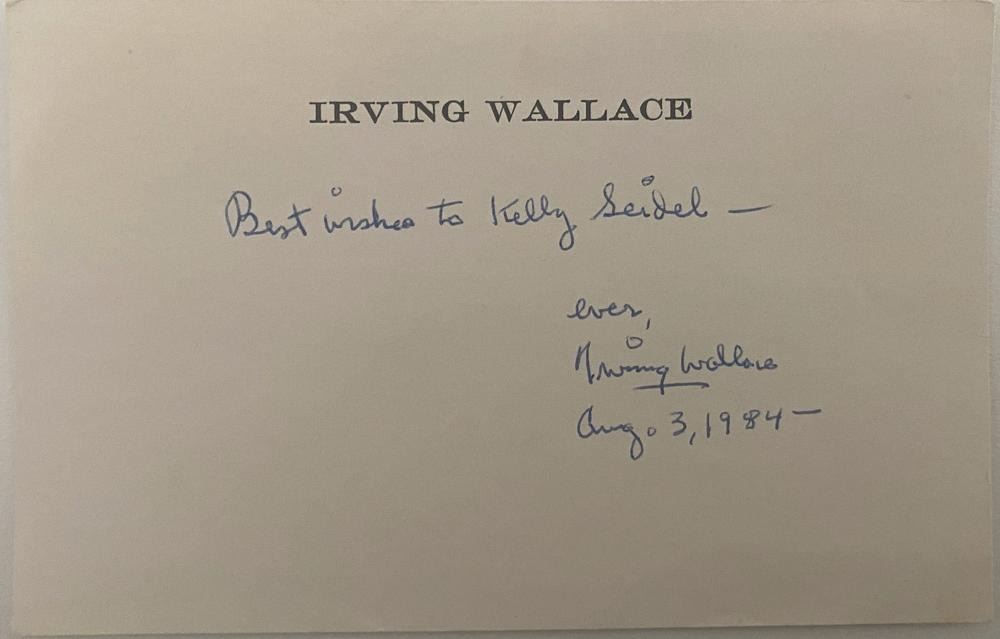 IRVING WALLACE
Best wishes to Kelly Seidel —
ever,
Irving Wallace
Aug. 3, 1984 —